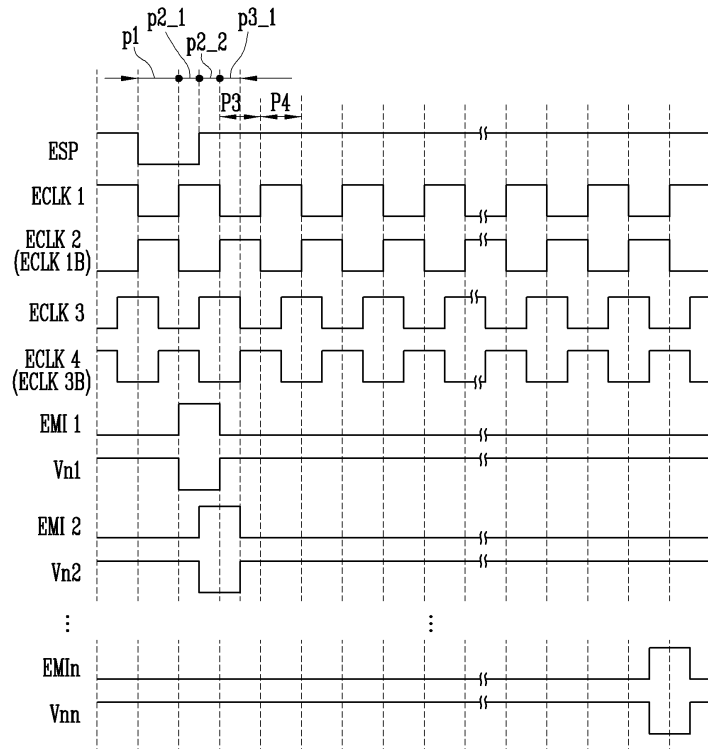 p1 p2_1 p2_2 p3_1
P3 P4
ESP
ECLK 1
ECLK 2
(ECLK 1B)
ECLK 3
ECLK 4
(ECLK 3B)
EMI 1
Vn1
EMI 2
Vn2
⋮ ⋮
EMIn
Vnn